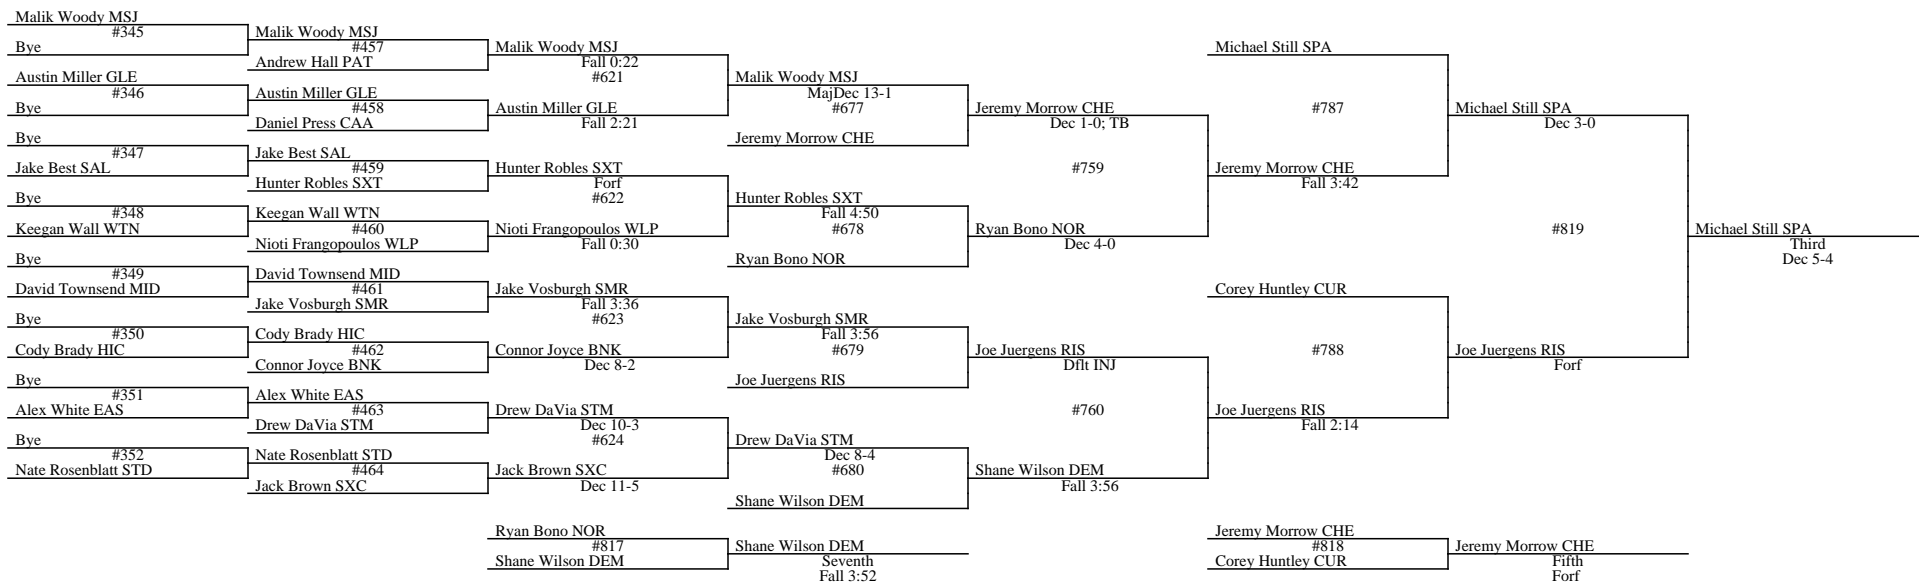 Malik Woody MSJ
#345
Bye
Austin Miller GLE
#346
Bye
Bye
#347
Jake Best SAL
Bye
#348
Keegan Wall WTN
Bye
#349
David Townsend MID
Bye
#350
Cody Brady HIC
Bye
#351
Alex White EAS
Bye
#352
Nate Rosenblatt STD
Malik Woody MSJ
#457
Andrew Hall PAT
Austin Miller GLE
#458
Daniel Press CAA
Jake Best SAL
#459
Hunter Robles SXT
Keegan Wall WTN
#460
Nioti Frangopoulos WLP
David Townsend MID
#461
Jake Vosburgh SMR
Cody Brady HIC
#462
Connor Joyce BNK
Alex White EAS
#463
Drew DaVia STM
Nate Rosenblatt STD
#464
Jack Brown SXC
Malik Woody MSJ
Fall 0:22
#621
Austin Miller GLE
Fall 2:21
Hunter Robles SXT
Forf
#622
Nioti Frangopoulos WLP
Fall 0:30
Jake Vosburgh SMR
Fall 3:36
#623
Connor Joyce BNK
Dec 8-2
Drew DaVia STM
Dec 10-3
#624
Jack Brown SXC
Dec 11-5
Malik Woody MSJ
MajDec 13-1
#677
Jeremy Morrow CHE
Hunter Robles SXT
Fall 4:50
#678
Ryan Bono NOR
Jake Vosburgh SMR
Fall 3:56
#679
Joe Juergens RIS
Drew DaVia STM
Dec 8-4
#680
Shane Wilson DEM
Jeremy Morrow CHE
Dec 1-0; TB
#759
Ryan Bono NOR
Dec 4-0
Joe Juergens RIS
Dflt INJ
#760
Shane Wilson DEM
Fall 3:56
Michael Still SPA
#787
Jeremy Morrow CHE
Fall 3:42
Corey Huntley CUR
#788
Joe Juergens RIS
Fall 2:14
Michael Still SPA
Dec 3-0
#819
Joe Juergens RIS
Forf
Michael Still SPA
Third
Dec 5-4
Ryan Bono NOR
#817
Shane Wilson DEM
Shane Wilson DEM
Seventh
Fall 3:52
Jeremy Morrow CHE
#818
Corey Huntley CUR
Jeremy Morrow CHE
Fifth
Forf